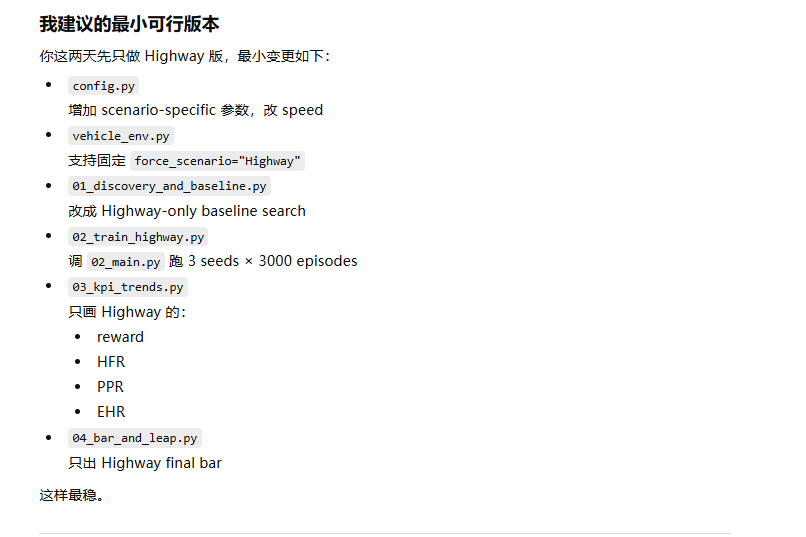 我建议的最小可行版本
你这两天先只做 Highway 版，最小变更如下：
config.py
增加 scenario-specific 参数，改 speed
vehicle_env.py
支持固定 force_scenario="Highway"
01_discovery_and_baseline.py
改成 Highway-only baseline search
02_train_highway.py
调 02_main.py 跑 3 seeds × 3000 episodes
03_kpi_trends.py
只画 Highway 的：
reward
HFR
PPR
EHR
04_bar_and_leap.py
只出 Highway final bar
这样最稳。